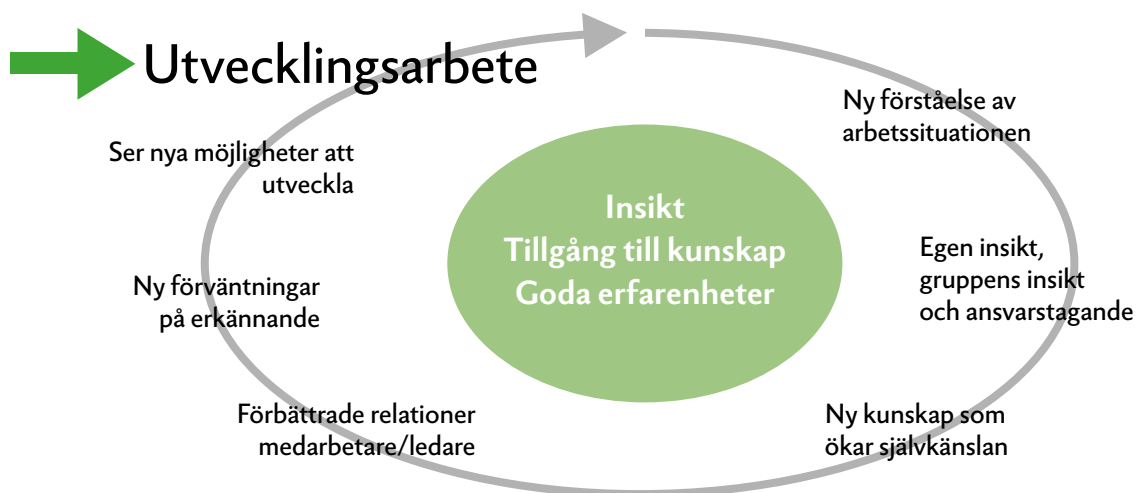 Utvecklingsarbete
Ny förståelse av
arbetssituationen
Egen insikt,
gruppens insikt
och ansvarstagande
Ny kunskap som
ökar självkänslan
Förbättrade relationer
medarbetare/ledare
Ny förväntningar
på erkännande
Ser nya möjligheter att
utveckla
Insikt
Tillgång till kunskap
Goda erfarenheter